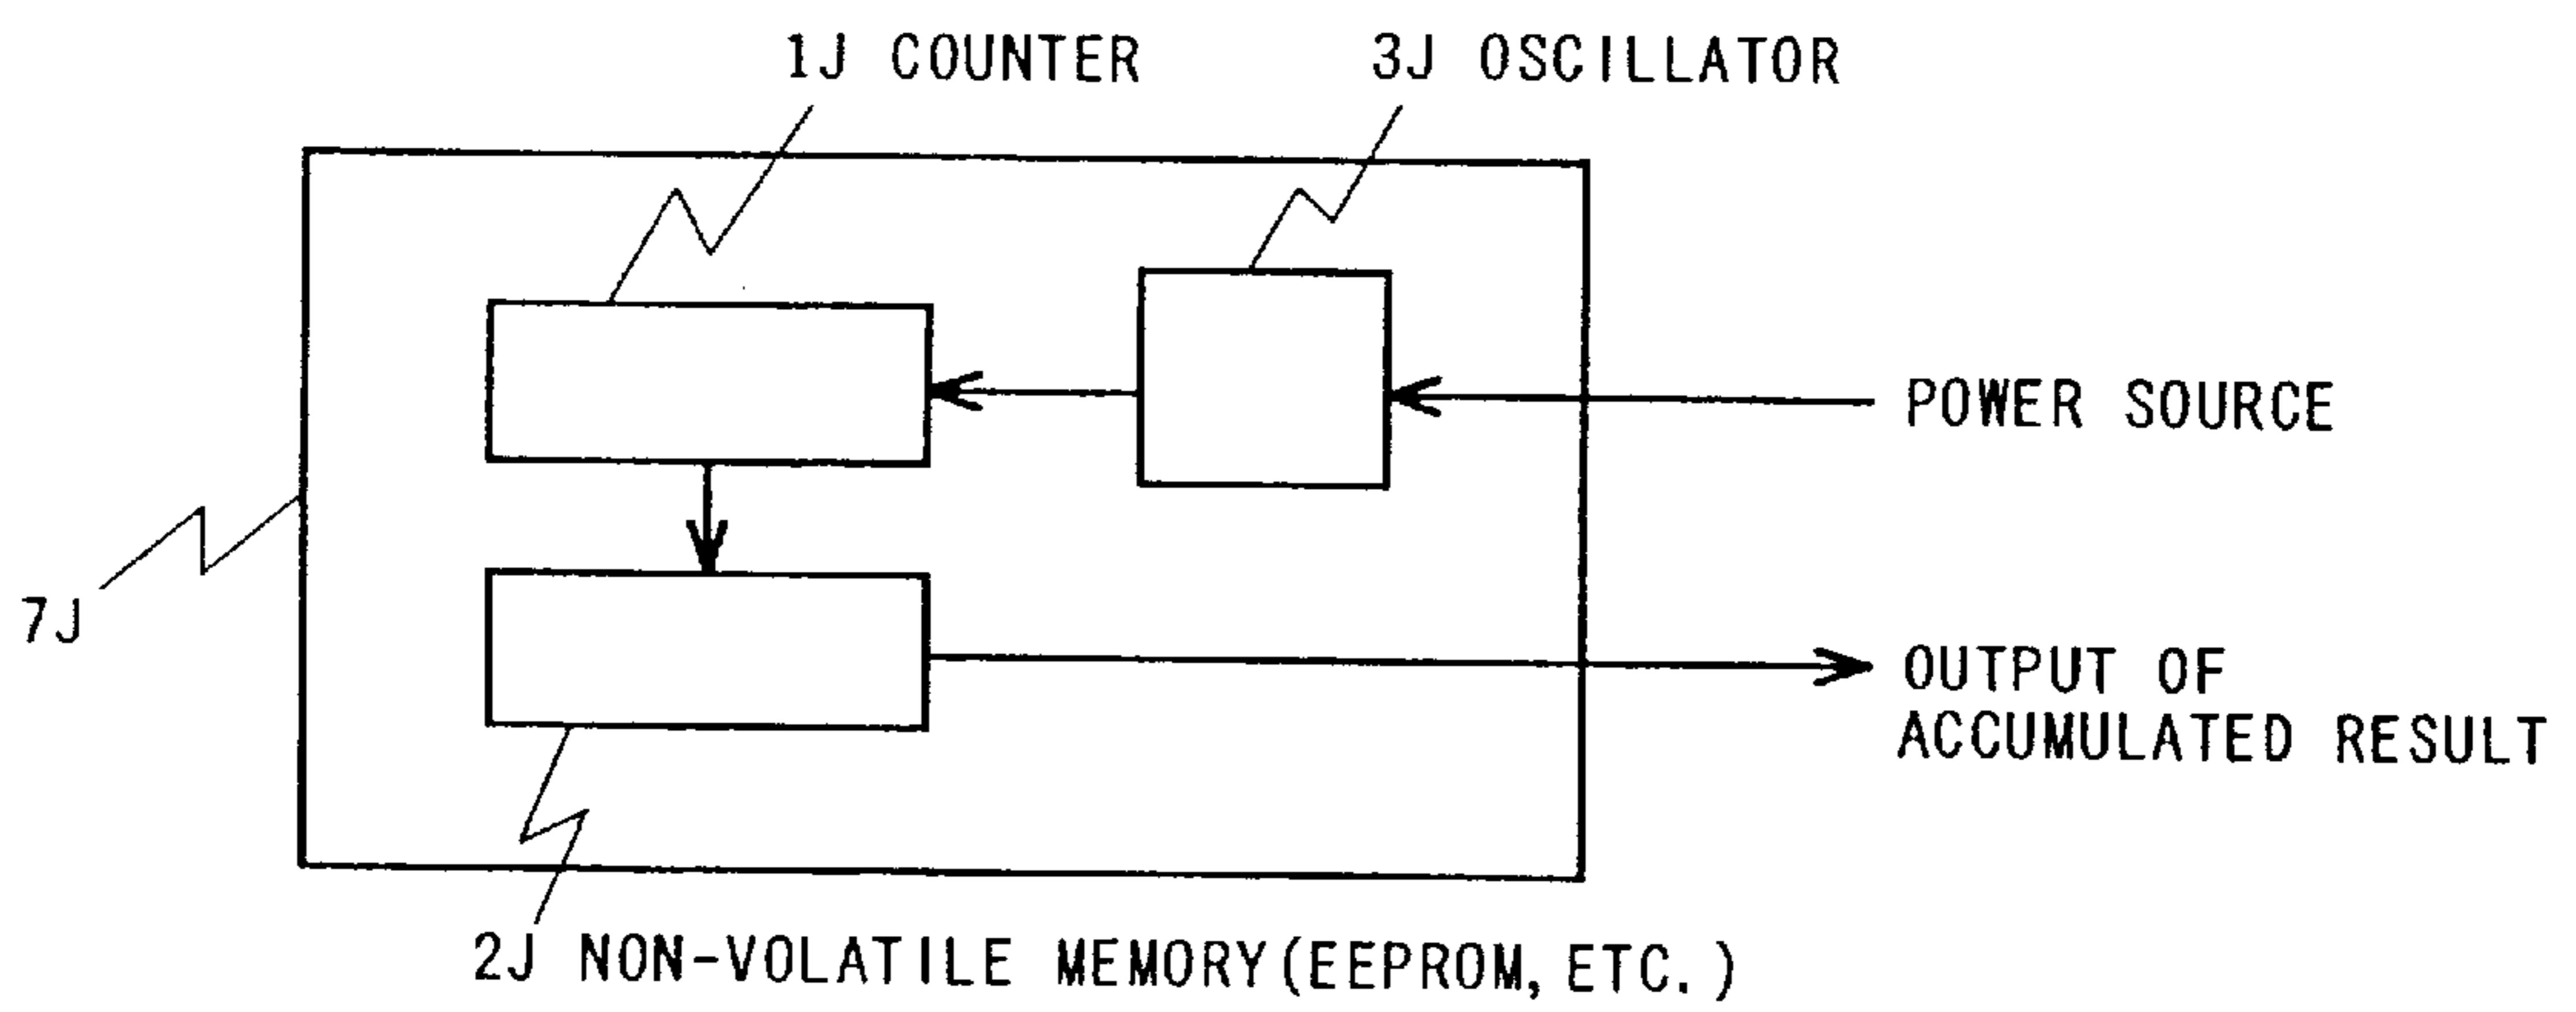 1J COUNTER
3J OSCILLATOR
POWER SOURCE
7J
OUTPUT OF
ACCUMULATED RESULT
2J NON-VOLATILE MEMORY(EEPROM, ETC.)